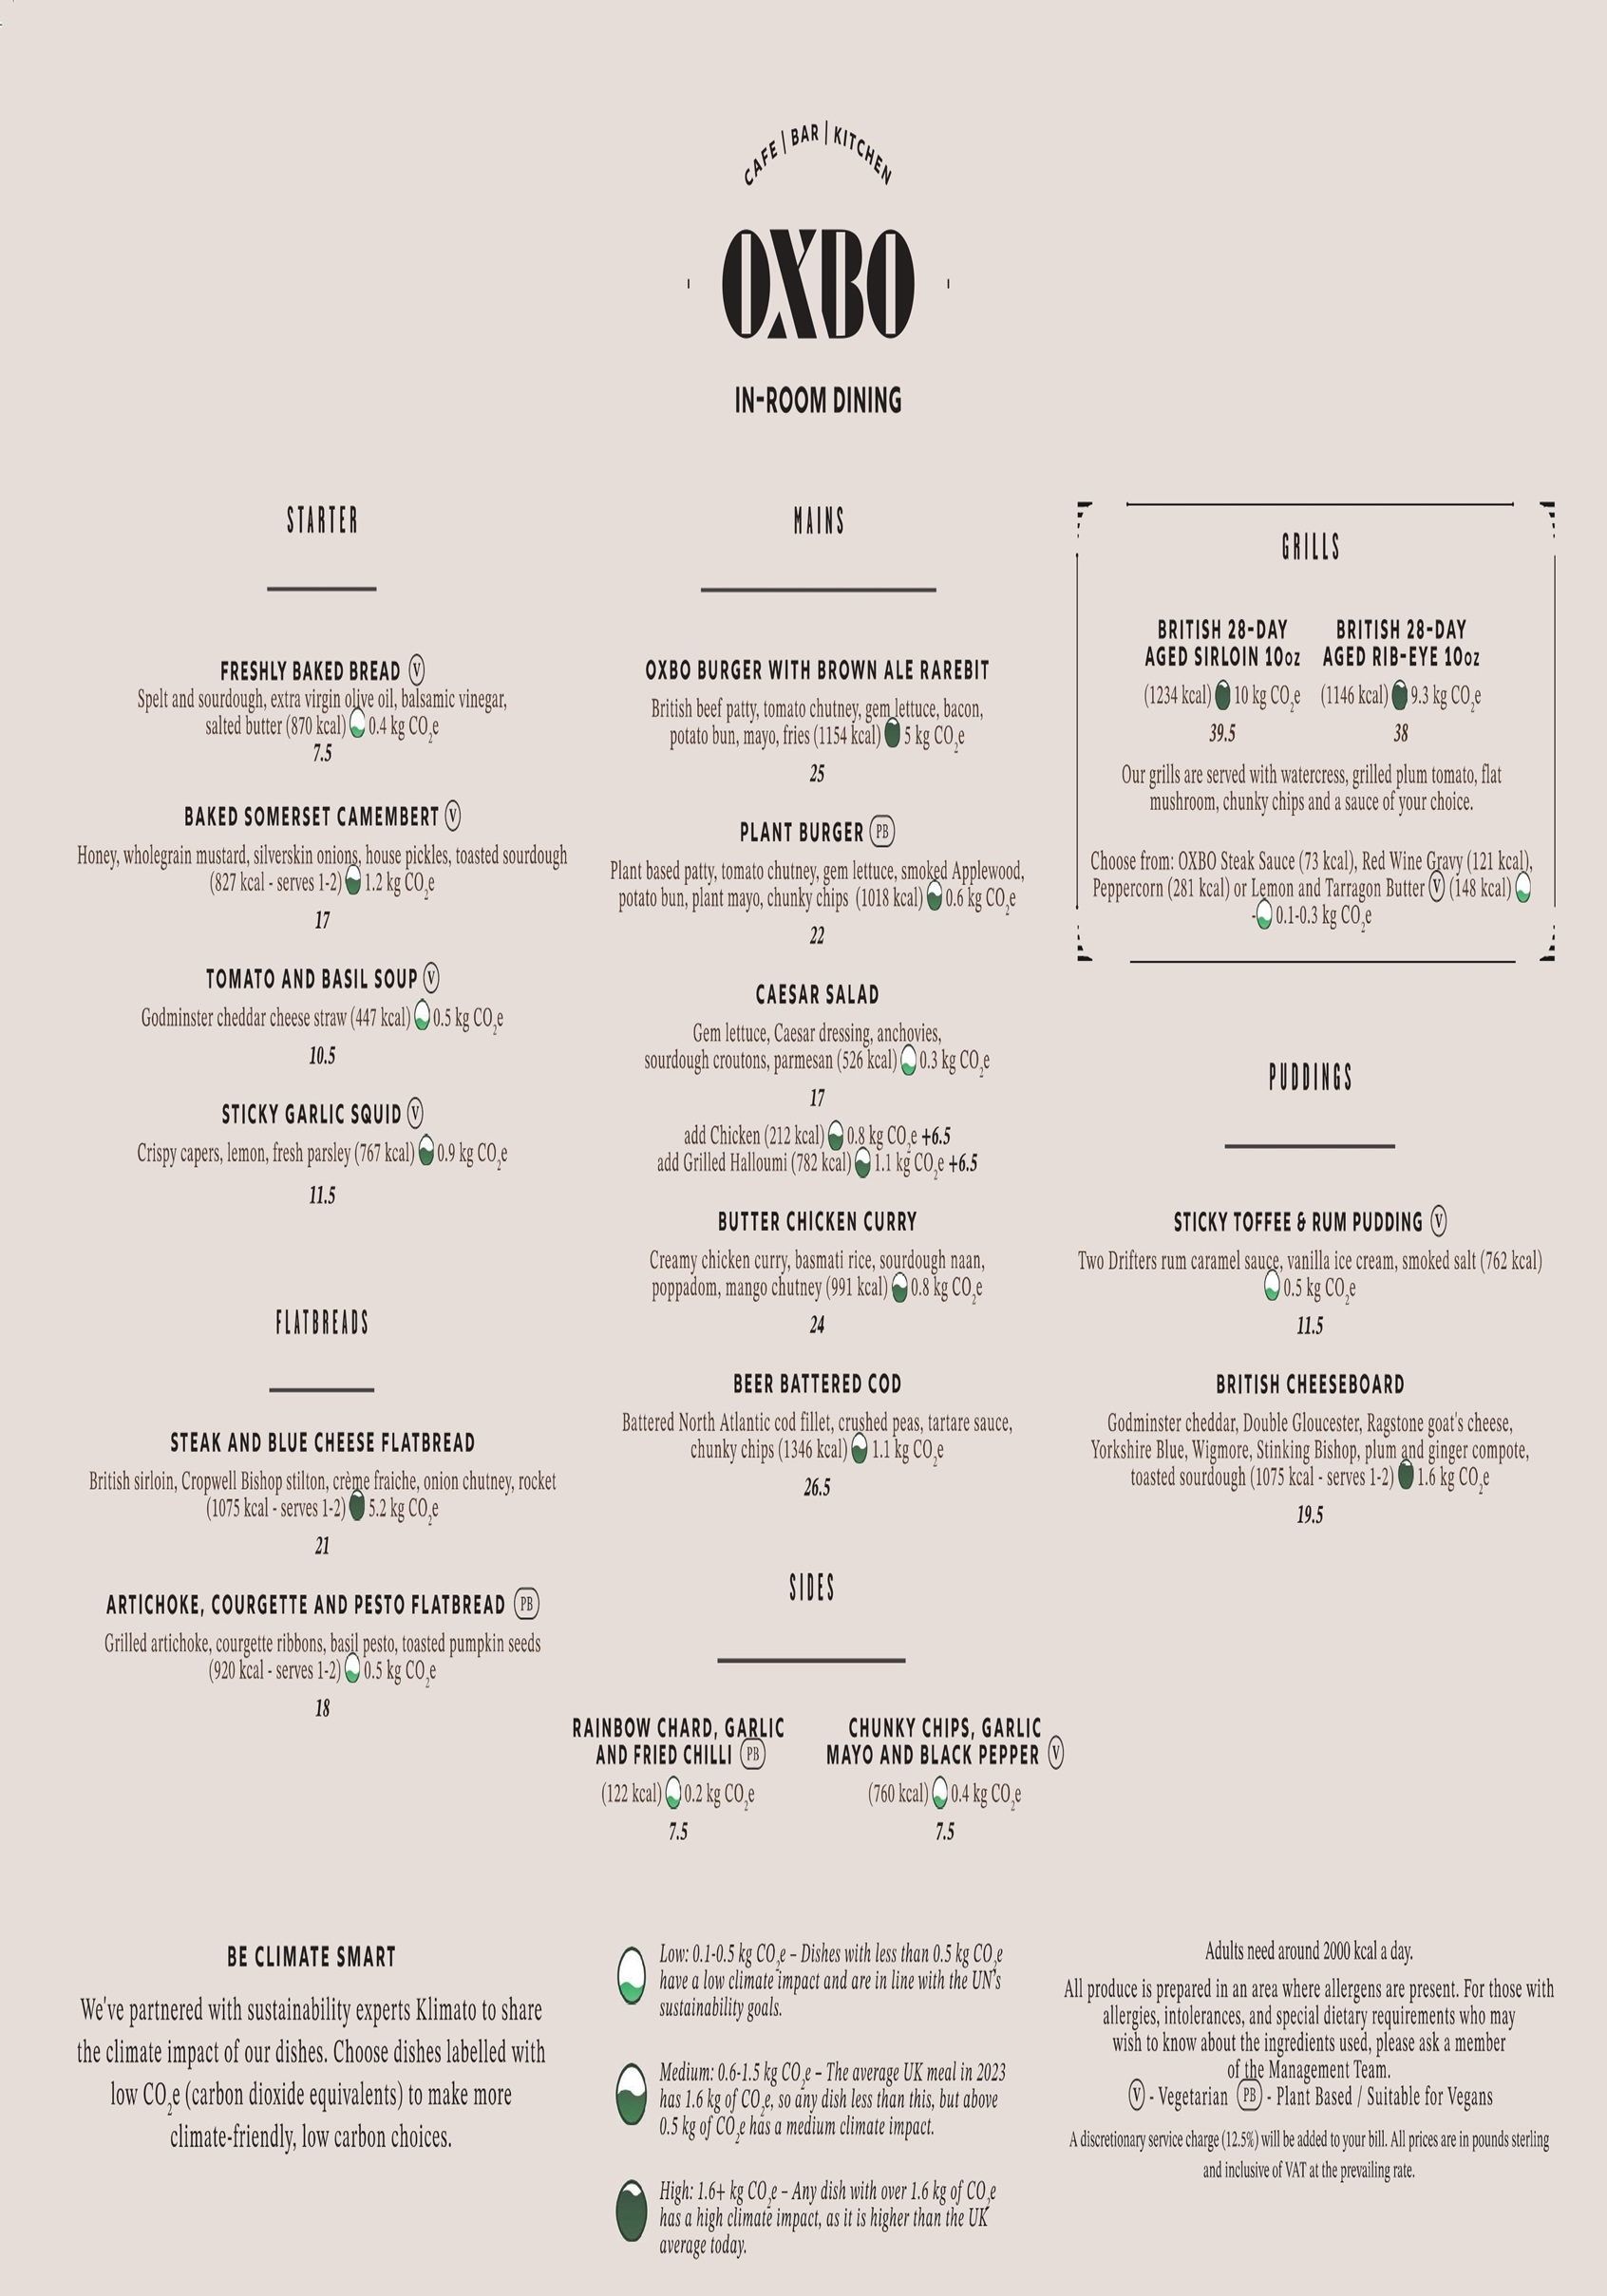 CAFE | BAR | KITCHEN
OXBO
IN-ROOM DINING
STARTER
FRESHLY BAKED BREAD V
Spelt and sourdough, extra virgin olive oil, balsamic vinegar,
salted butter (870 kcal) 0.4 kg CO2e
7.5
BAKED SOMERSET CAMEMBERT V
Honey, wholegrain mustard, silverskin onions, house pickles, toasted sourdough
(827 kcal - serves 1-2) 1.2 kg CO2e
17
TOMATO AND BASIL SOUP V
Godminster cheddar cheese straw (447 kcal) 0.5 kg CO2e
10.5
STICKY GARLIC SQUID V
Crispy capers, lemon, fresh parsley (767 kcal) 0.9 kg CO2e
11.5
FLATBREADS
STEAK AND BLUE CHEESE FLATBREAD
British sirloin, Cropwell Bishop stilton, crème fraiche, onion chutney, rocket
(1075 kcal - serves 1-2) 5.2 kg CO2e
21
ARTICHOKE, COURGETTE AND PESTO FLATBREAD PB
Grilled artichoke, courgette ribbons, basil pesto, toasted pumpkin seeds
(920 kcal - serves 1-2) 0.5 kg CO2e
18
MAINS
OXBO BURGER WITH BROWN ALE RAREBIT
British beef patty, tomato chutney, gem lettuce, bacon,
potato bun, mayo, fries (1154 kcal) 5 kg CO2e
25
PLANT BURGER PB
Plant based patty, tomato chutney, gem lettuce, smoked Applewood,
potato bun, plant mayo, chunky chips (1018 kcal) 0.6 kg CO2e
22
CAESAR SALAD
Gem lettuce, Caesar dressing, anchovies,
sourdough croutons, parmesan (526 kcal) 0.3 kg CO2e
17
add Chicken (212 kcal) 0.8 kg CO2e +6.5
add Grilled Halloumi (782 kcal) 1.1 kg CO2e +6.5
BUTTER CHICKEN CURRY
Creamy chicken curry, basmati rice, sourdough naan,
poppadom, mango chutney (991 kcal) 0.8 kg CO2e
24
BEER BATTERED COD
Battered North Atlantic cod fillet, crushed peas, tartare sauce,
chunky chips (1346 kcal) 1.1 kg CO2e
26.5
SIDES
RAINBOW CHARD, GARLIC
AND FRIED CHILLI PB
(122 kcal) 0.2 kg CO2e
7.5
CHUNKY CHIPS, GARLIC
MAYO AND BLACK PEPPER V
(760 kcal) 0.4 kg CO2e
7.5
GRILLS
BRITISH 28-DAY
AGED SIRLOIN 10oz
(1234 kcal) 10 kg CO2e
39.5
BRITISH 28-DAY
AGED RIB-EYE 10oz
(1146 kcal) 9.3 kg CO2e
38
Our grills are served with watercress, grilled plum tomato, flat
mushroom, chunky chips and a sauce of your choice.
Choose from: OXBO Steak Sauce (73 kcal), Red Wine Gravy (121 kcal),
Peppercorn (281 kcal) or Lemon and Tarragon Butter V (148 kcal)
- 0.1-0.3 kg CO2e
PUDDINGS
STICKY TOFFEE & RUM PUDDING V
Two Drifters rum caramel sauce, vanilla ice cream, smoked salt (762 kcal)
0.5 kg CO2e
11.5
BRITISH CHEESEBOARD
Godminster cheddar, Double Gloucester, Ragstone goat's cheese,
Yorkshire Blue, Wigmore, Stinking Bishop, plum and ginger compote,
toasted sourdough (1075 kcal - serves 1-2) 1.6 kg CO2e
19.5
BE CLIMATE SMART
We've partnered with sustainability experts Klimato to share
the climate impact of our dishes. Choose dishes labelled with
low CO2e (carbon dioxide equivalents) to make more
climate-friendly, low carbon choices.
Low: 0.1-0.5 kg CO2e – Dishes with less than 0.5 kg CO2e
have a low climate impact and are in line with the UN's
sustainability goals.
Medium: 0.6-1.5 kg CO2e – The average UK meal in 2023
has 1.6 kg of CO2e, so any dish less than this, but above
0.5 kg of CO2e has a medium climate impact.
High: 1.6+ kg CO2e – Any dish with over 1.6 kg of CO2e
has a high climate impact, as it is higher than the UK
average today.
Adults need around 2000 kcal a day.
All produce is prepared in an area where allergens are present. For those with
allergies, intolerances, and special dietary requirements who may
wish to know about the ingredients used, please ask a member
of the Management Team.
V - Vegetarian PB - Plant Based / Suitable for Vegans
A discretionary service charge (12.5%) will be added to your bill. All prices are in pounds sterling
and inclusive of VAT at the prevailing rate.